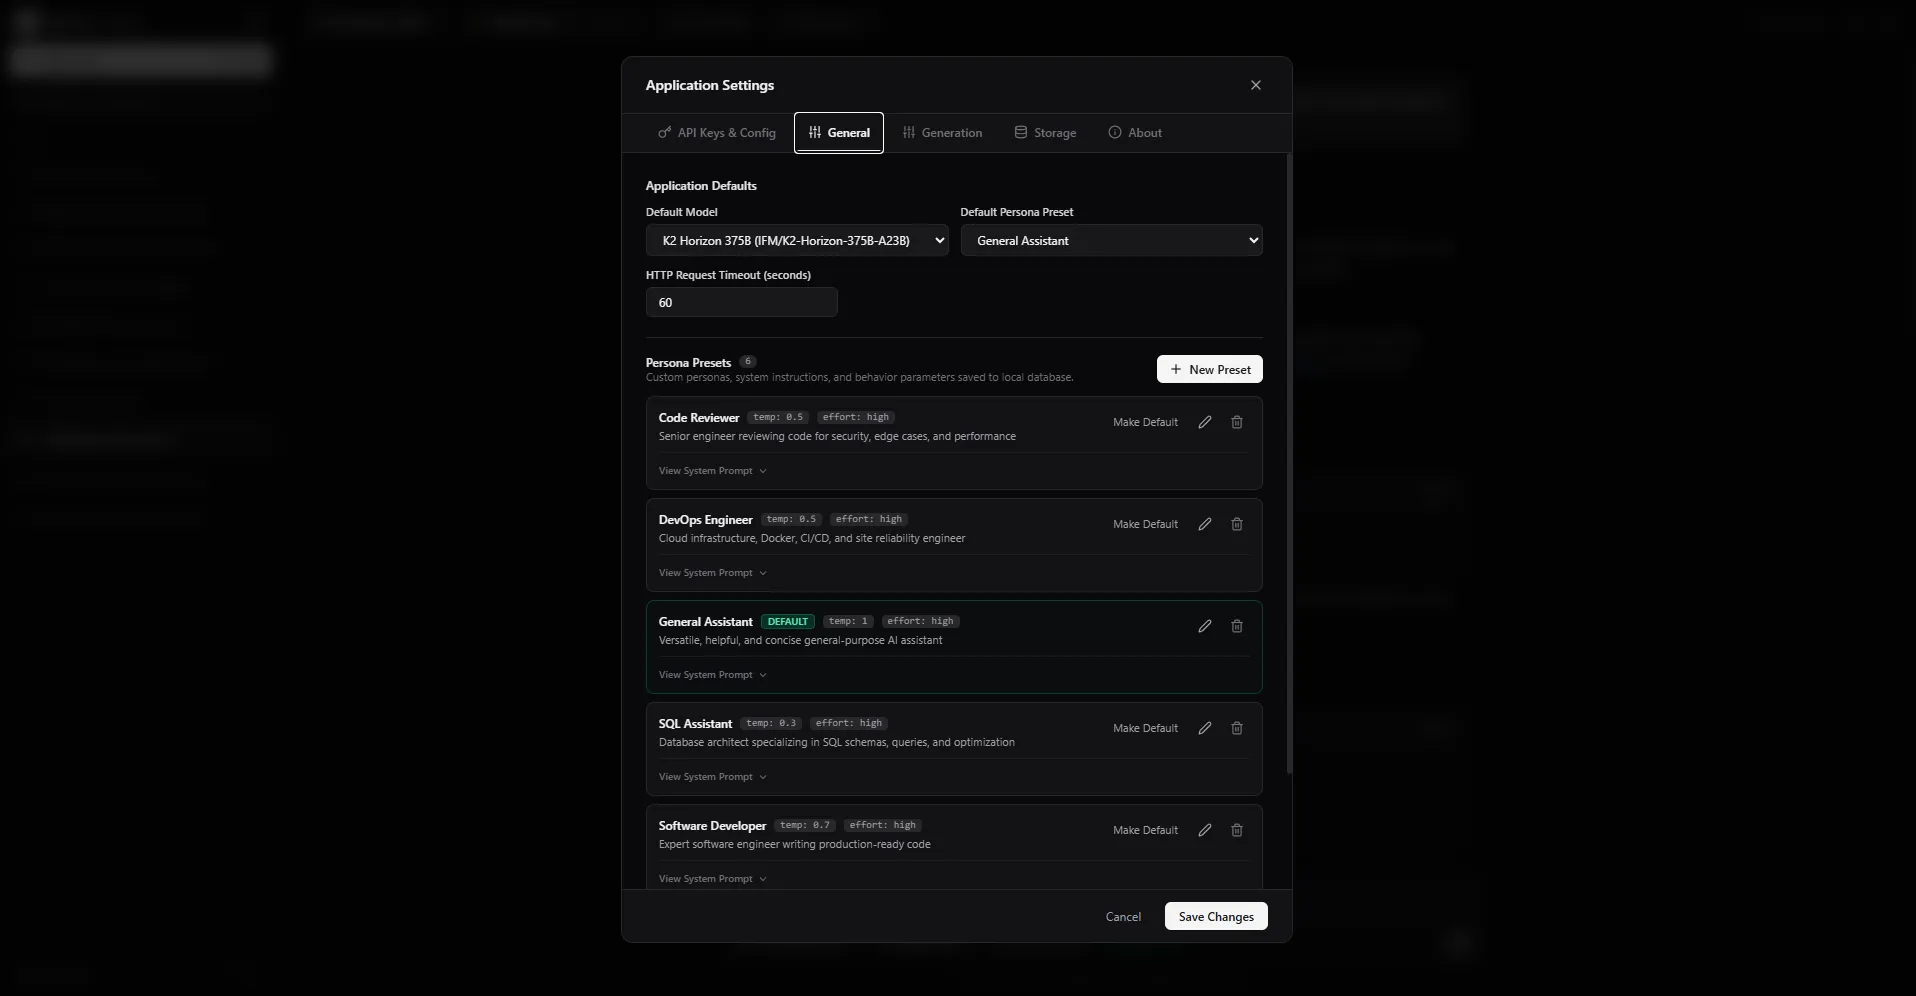 Application Settings
API Keys & Config
General
Generation
Storage
About
Application Defaults
Default Model
Default Persona Preset
K2 Horizon 375B (IFM/K2-Horizon-375B-A23B)
General Assistant
HTTP Request Timeout (seconds)
60
Persona Presets 6
Custom personas, system instructions, and behavior parameters saved to local database.
New Preset
Code Reviewer temp: 0.5 effort: high
Make Default
Senior engineer reviewing code for security, edge cases, and performance
View System Prompt
DevOps Engineer temp: 0.5 effort: high
Make Default
Cloud infrastructure, Docker, CI/CD, and site reliability engineer
View System Prompt
General Assistant DEFAULT temp: 1 effort: high
Versatile, helpful, and concise general-purpose AI assistant
View System Prompt
SQL Assistant temp: 0.3 effort: high
Make Default
Database architect specializing in SQL schemas, queries, and optimization
View System Prompt
Software Developer temp: 0.7 effort: high
Make Default
Expert software engineer writing production-ready code
View System Prompt
Cancel
Save Changes